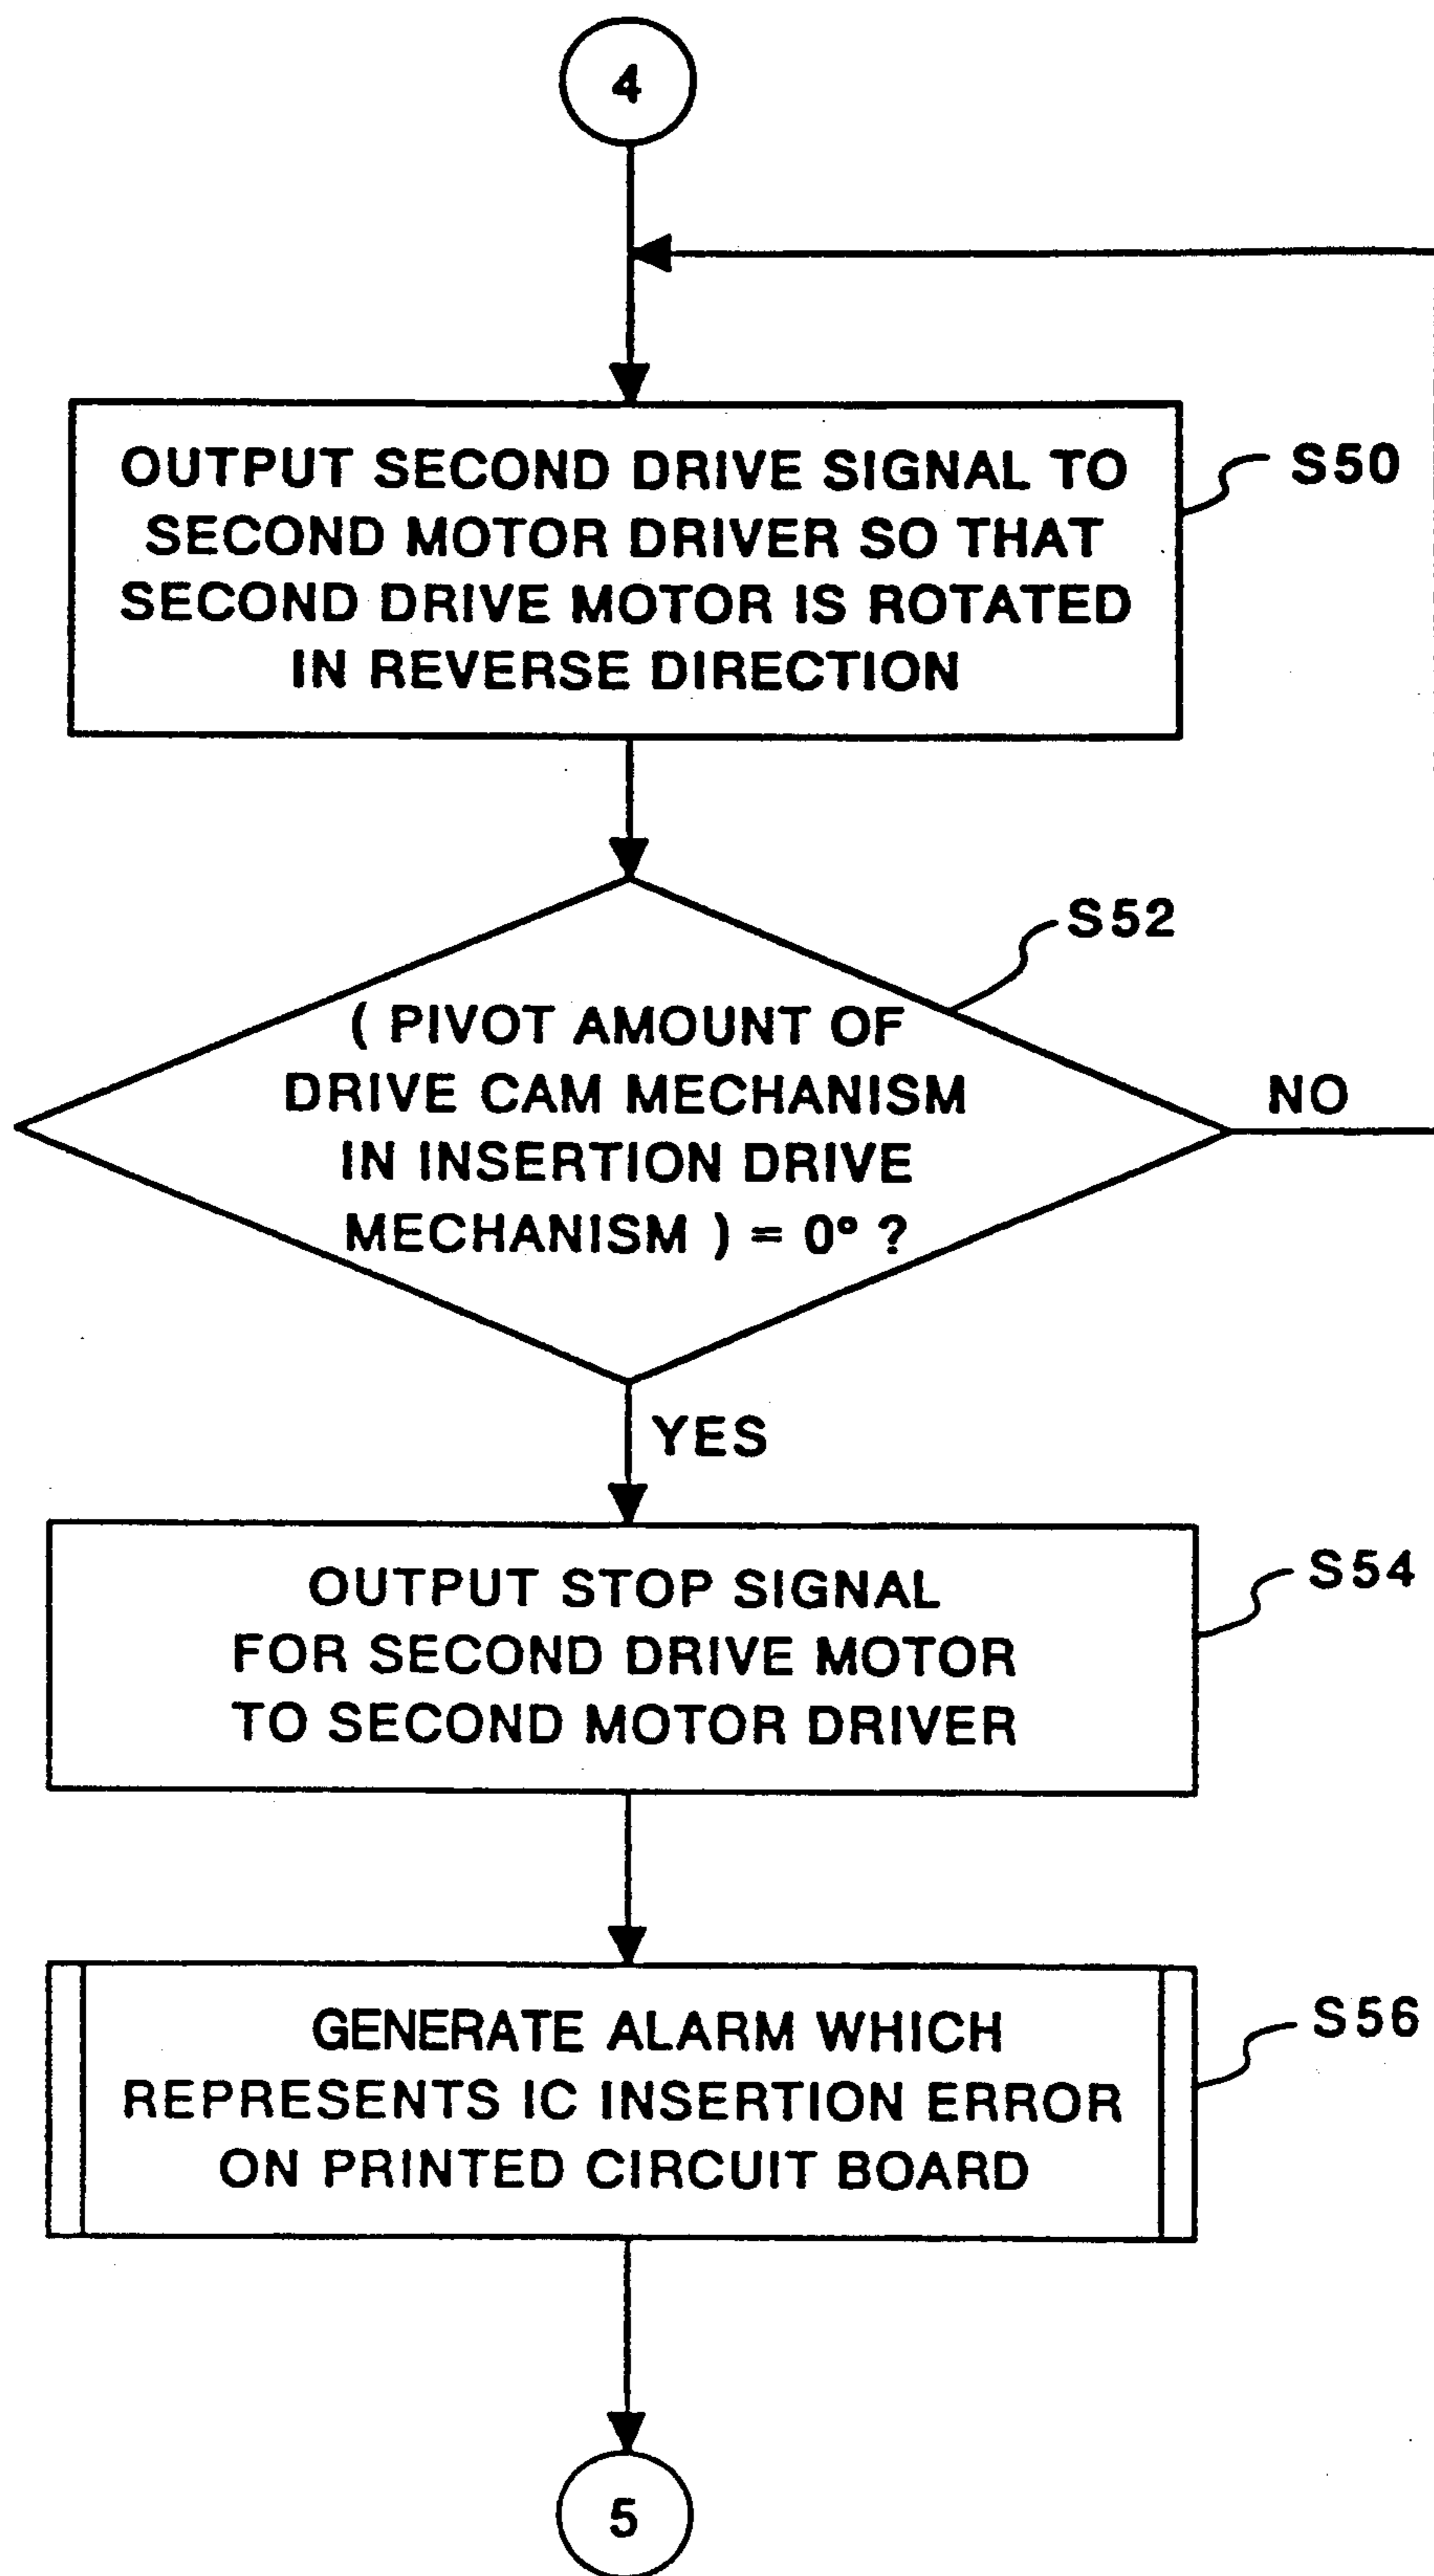 4
OUTPUT SECOND DRIVE SIGNAL TO
SECOND MOTOR DRIVER SO THAT
SECOND DRIVE MOTOR IS ROTATED
IN REVERSE DIRECTION
S50
S52
( PIVOT AMOUNT OF
DRIVE CAM MECHANISM
IN INSERTION DRIVE
MECHANISM ) = 0° ?
NO
YES
OUTPUT STOP SIGNAL
FOR SECOND DRIVE MOTOR
TO SECOND MOTOR DRIVER
S54
GENERATE ALARM WHICH
REPRESENTS IC INSERTION ERROR
ON PRINTED CIRCUIT BOARD
S56
5